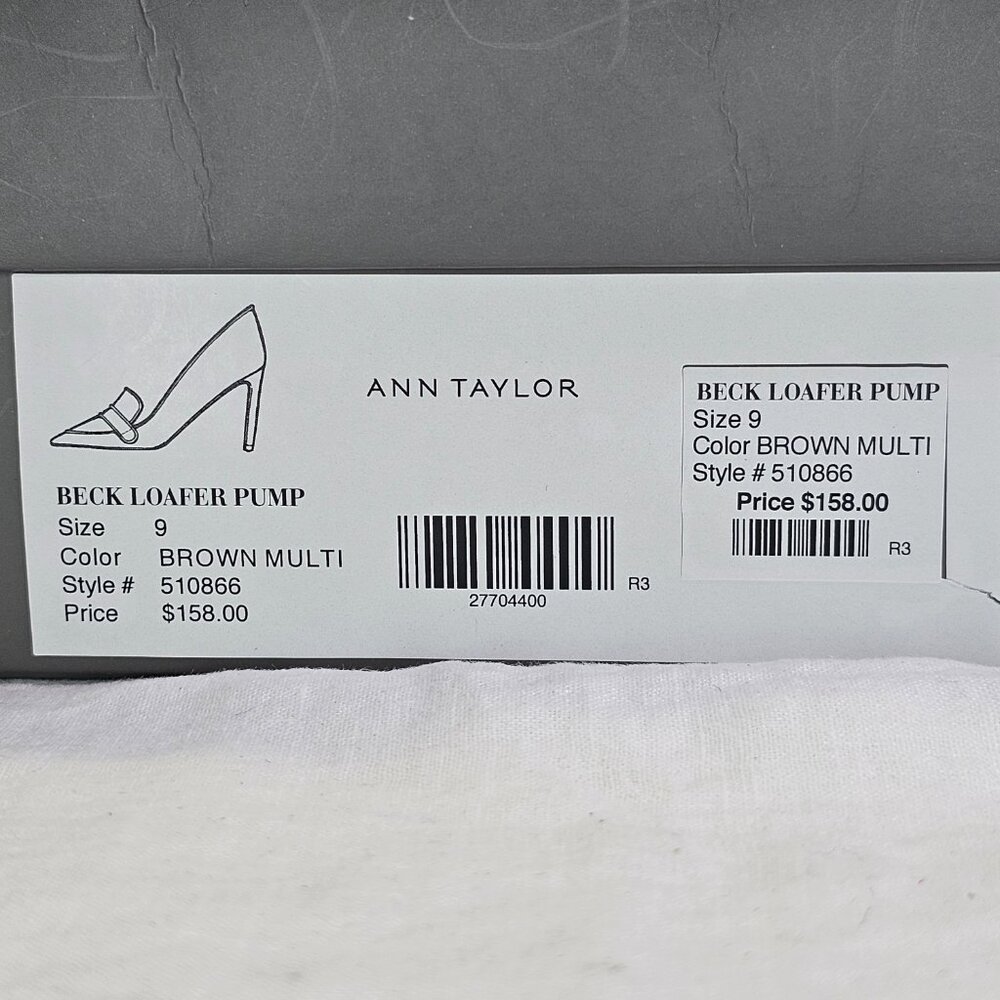 ANN TAYLOR
BECK LOAFER PUMP
Size 9
Color BROWN MULTI
Style # 510866
Price $158.00
27704400
R3
BECK LOAFER PUMP
Size 9
Color BROWN MULTI
Style # 510866
Price $158.00
R3